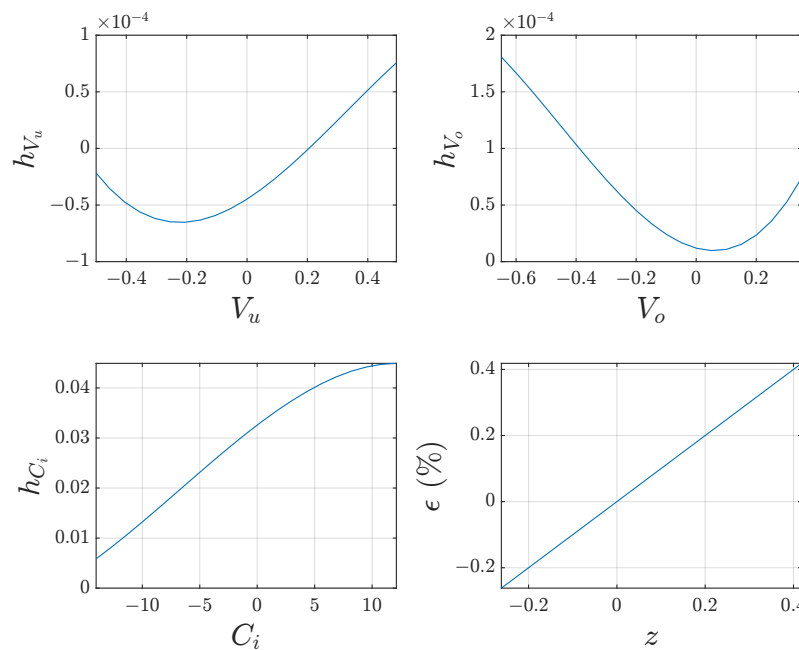 ×10⁻⁴
1
0.5
0
−0.5
−1
h_{V_u}
−0.4 −0.2 0 0.2 0.4
V_u
×10⁻⁴
2
1.5
1
0.5
0
h_{V_o}
−0.6 −0.4 −0.2 0 0.2
V_o
0.04
0.03
0.02
0.01
0
h_{C_i}
−10 −5 0 5 10
C_i
0.4
0.2
0
−0.2
ϵ (%)
−0.2 0 0.2 0.4
z